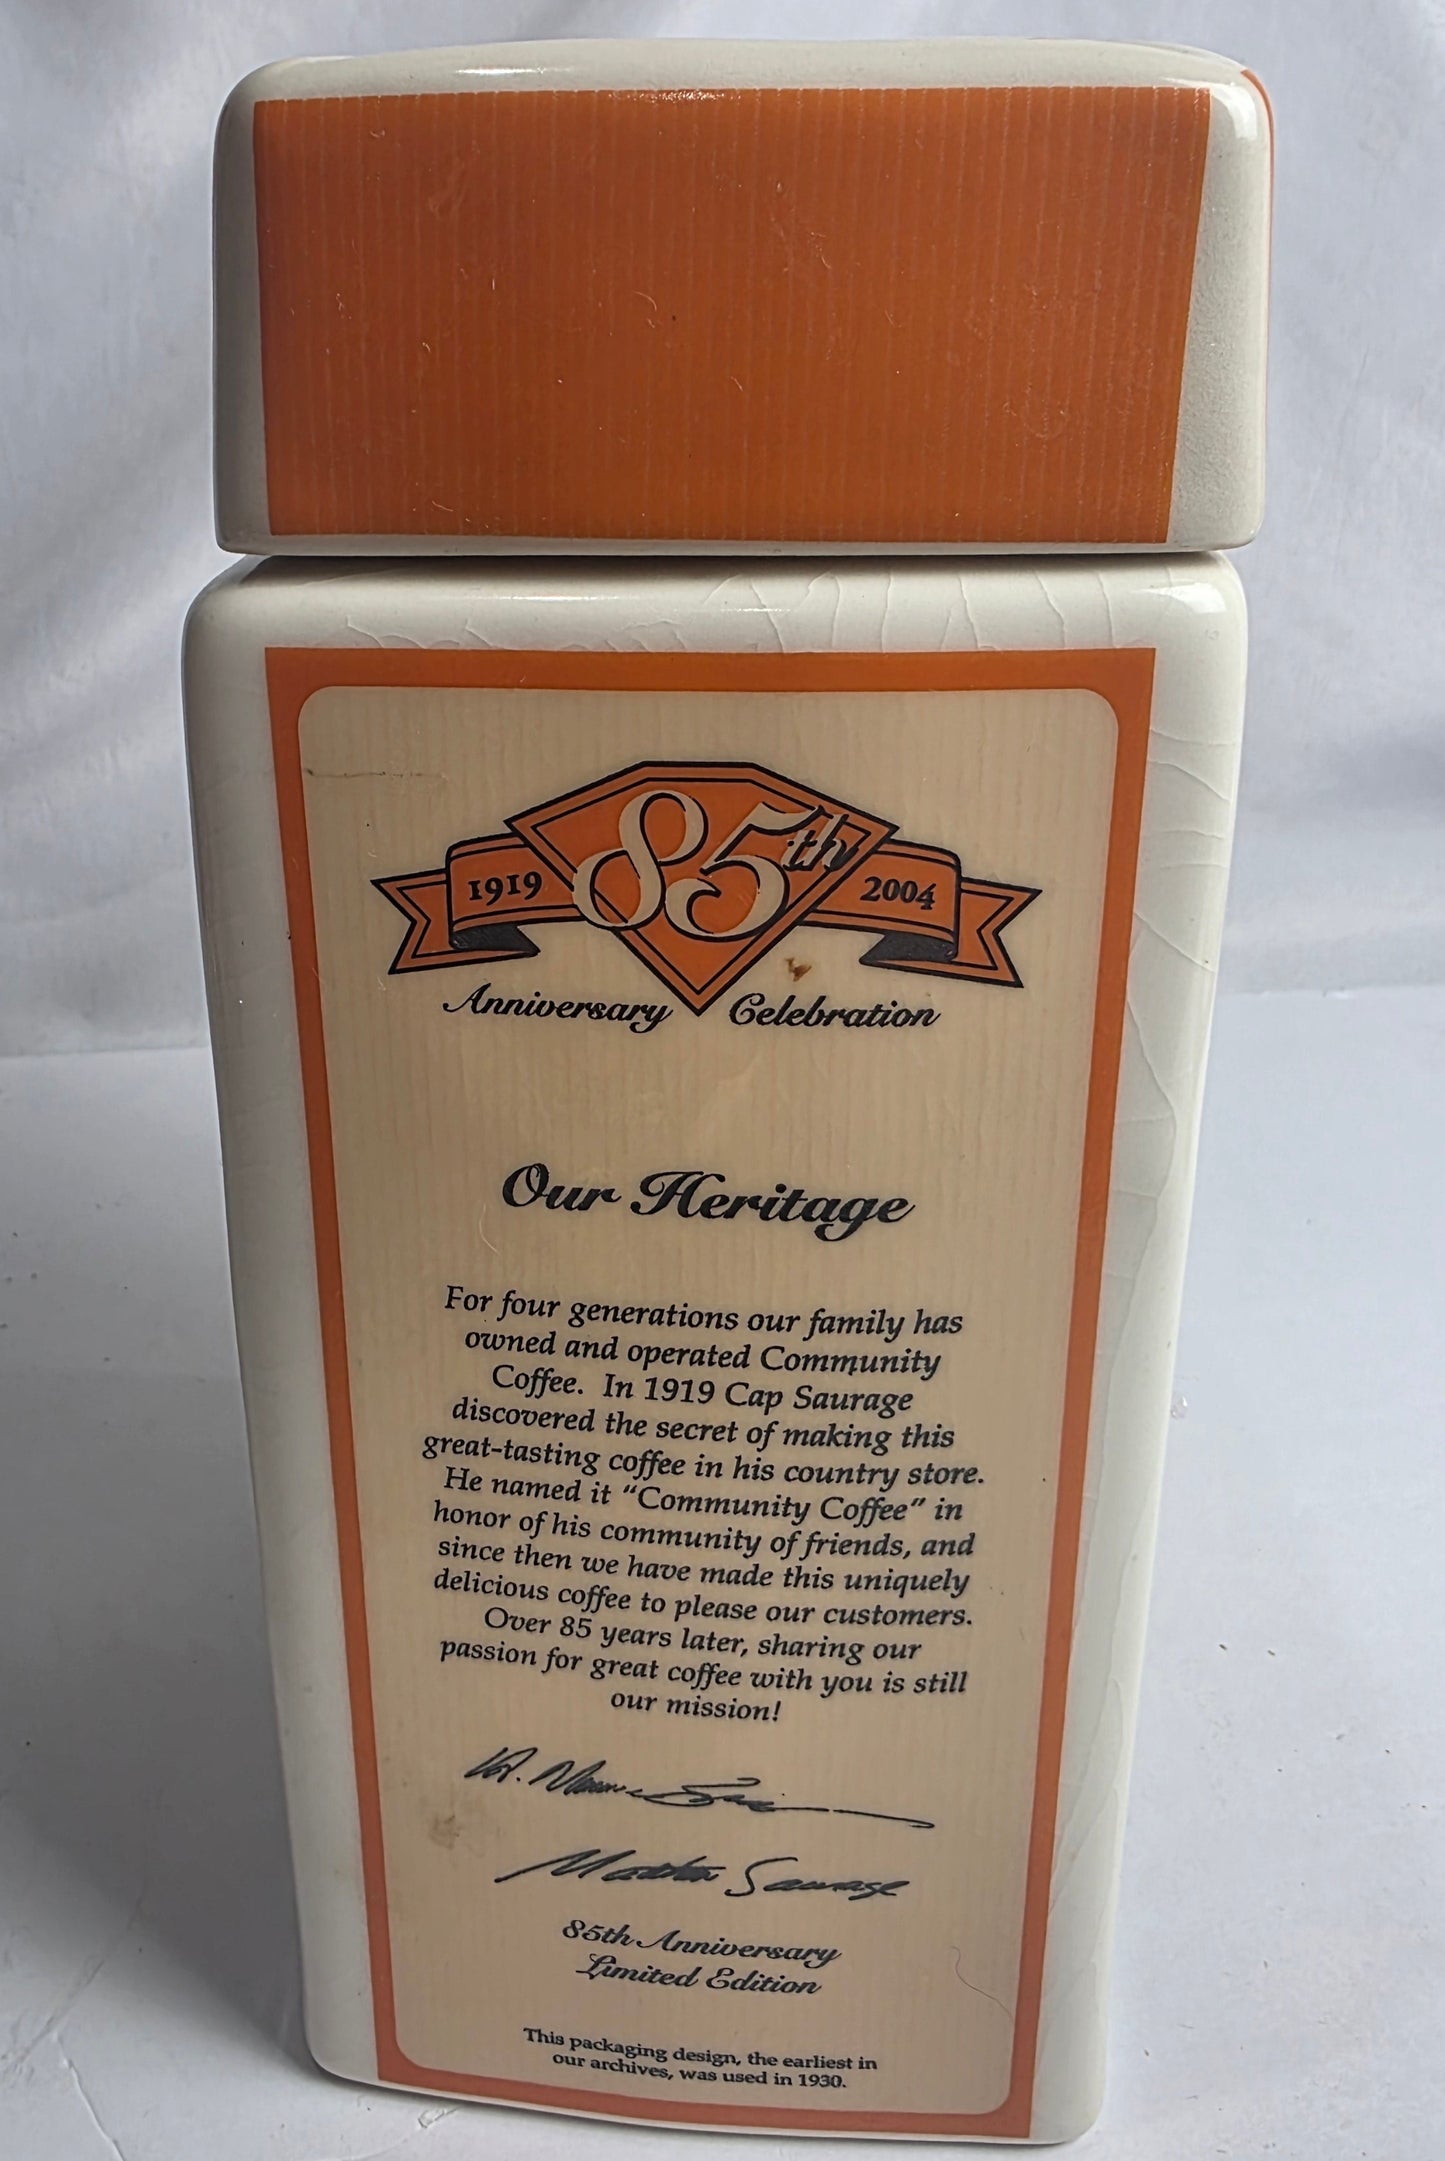 1919 85th 2004
Anniversary Celebration
Our Heritage
For four generations our family has
owned and operated Community
Coffee. In 1919 Cap Saurage
discovered the secret of making this
great-tasting coffee in his country store.
He named it “Community Coffee” in
honor of his community of friends, and
since then we have made this uniquely
delicious coffee to please our customers.
Over 85 years later, sharing our
passion for great coffee with you is still
our mission!
Saurage
85th Anniversary
Limited Edition
This packaging design, the earliest in
our archives, was used in 1930.